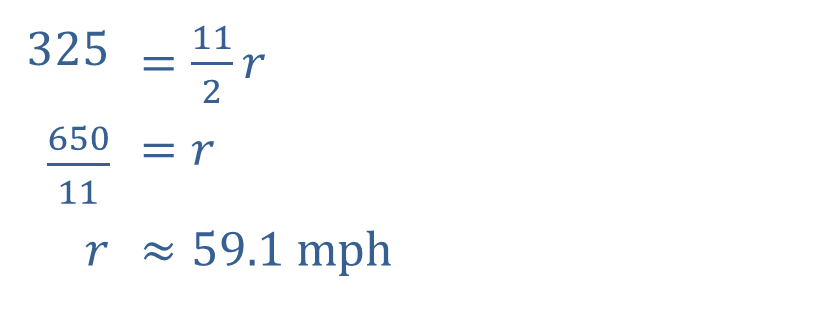 325 = 11/2 r
650/11 = r
r ≈ 59.1 mph